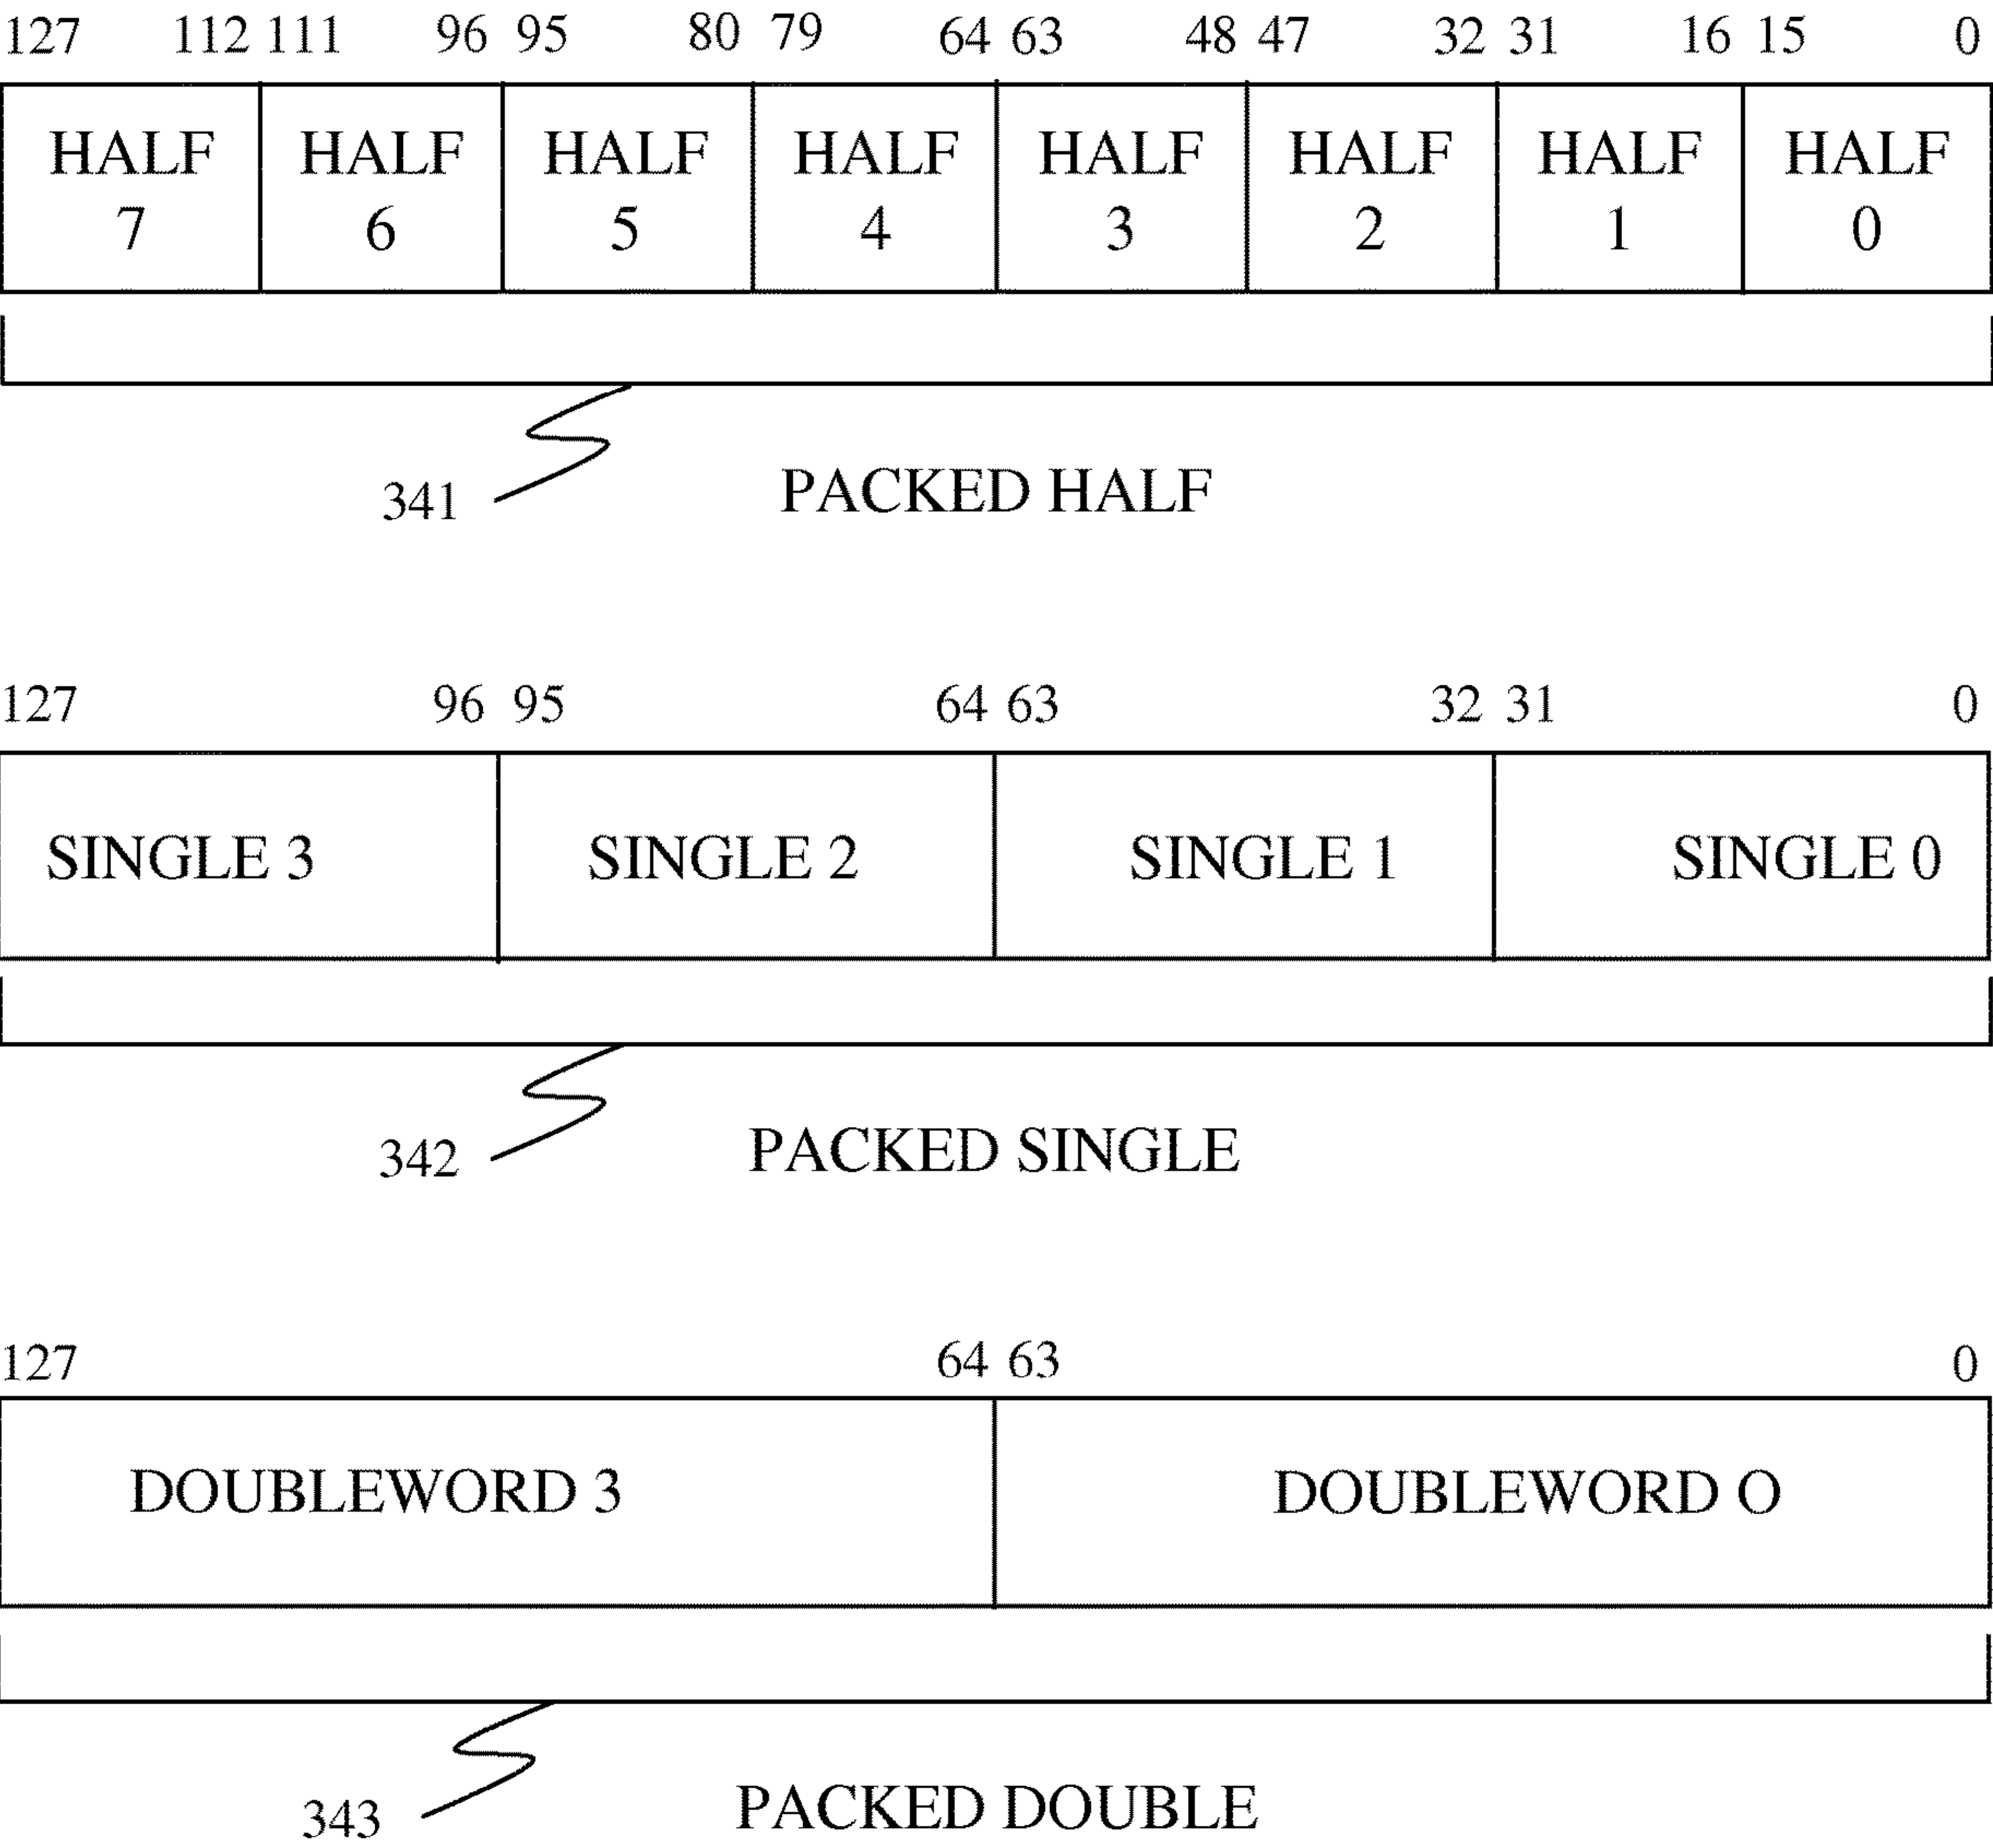 127 112 111 96 95 80 79 64 63 48 47 32 31 16 15 0
HALF HALF HALF HALF HALF HALF HALF HALF
7 6 5 4 3 2 1 0
341 PACKED HALF
127 96 95 64 63 32 31 0
SINGLE 3 SINGLE 2 SINGLE 1 SINGLE 0
342 PACKED SINGLE
127 64 63 0
DOUBLEWORD 3 DOUBLEWORD O
343 PACKED DOUBLE